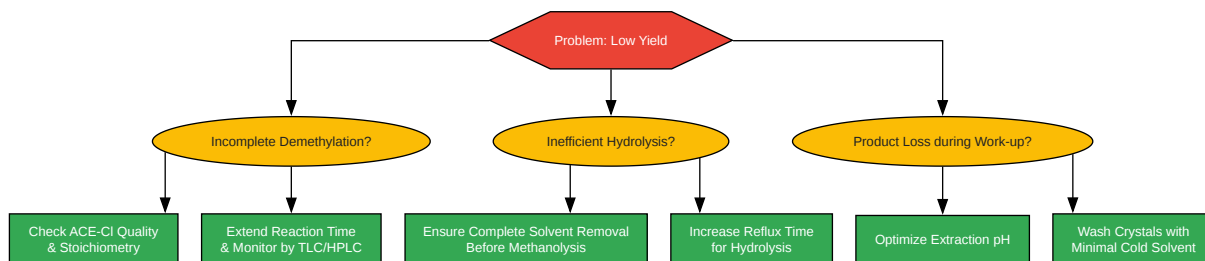 Problem: Low Yield
Incomplete Demethylation?
Inefficient Hydrolysis?
Product Loss during Work-up?
Check ACE-Cl Quality
& Stoichiometry
Extend Reaction Time
& Monitor by TLC/HPLC
Ensure Complete Solvent Removal
Before Methanolysis
Increase Reflux Time
for Hydrolysis
Optimize Extraction pH
Wash Crystals with
Minimal Cold Solvent